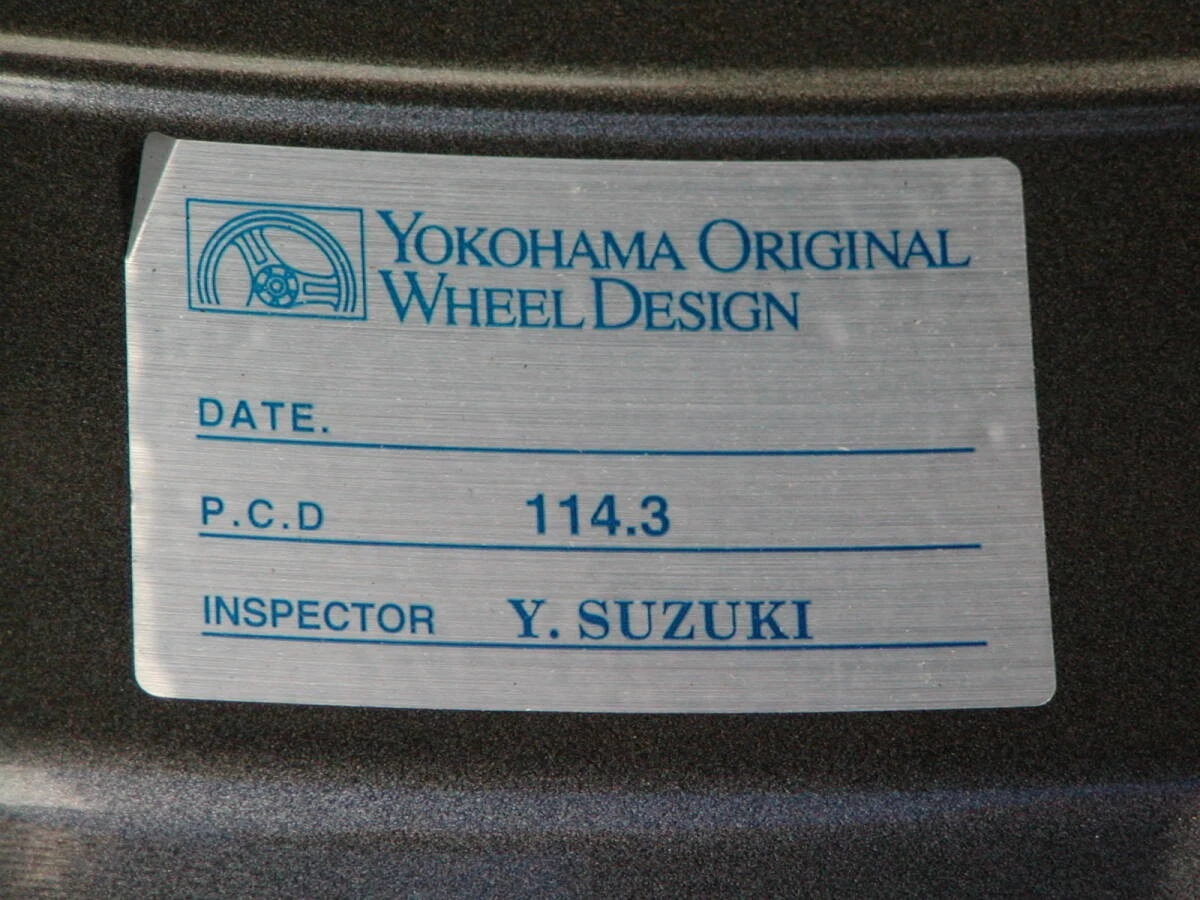 YOKOHAMA ORIGINAL
WHEEL DESIGN
DATE.
P.C.D 114.3
INSPECTOR Y. SUZUKI